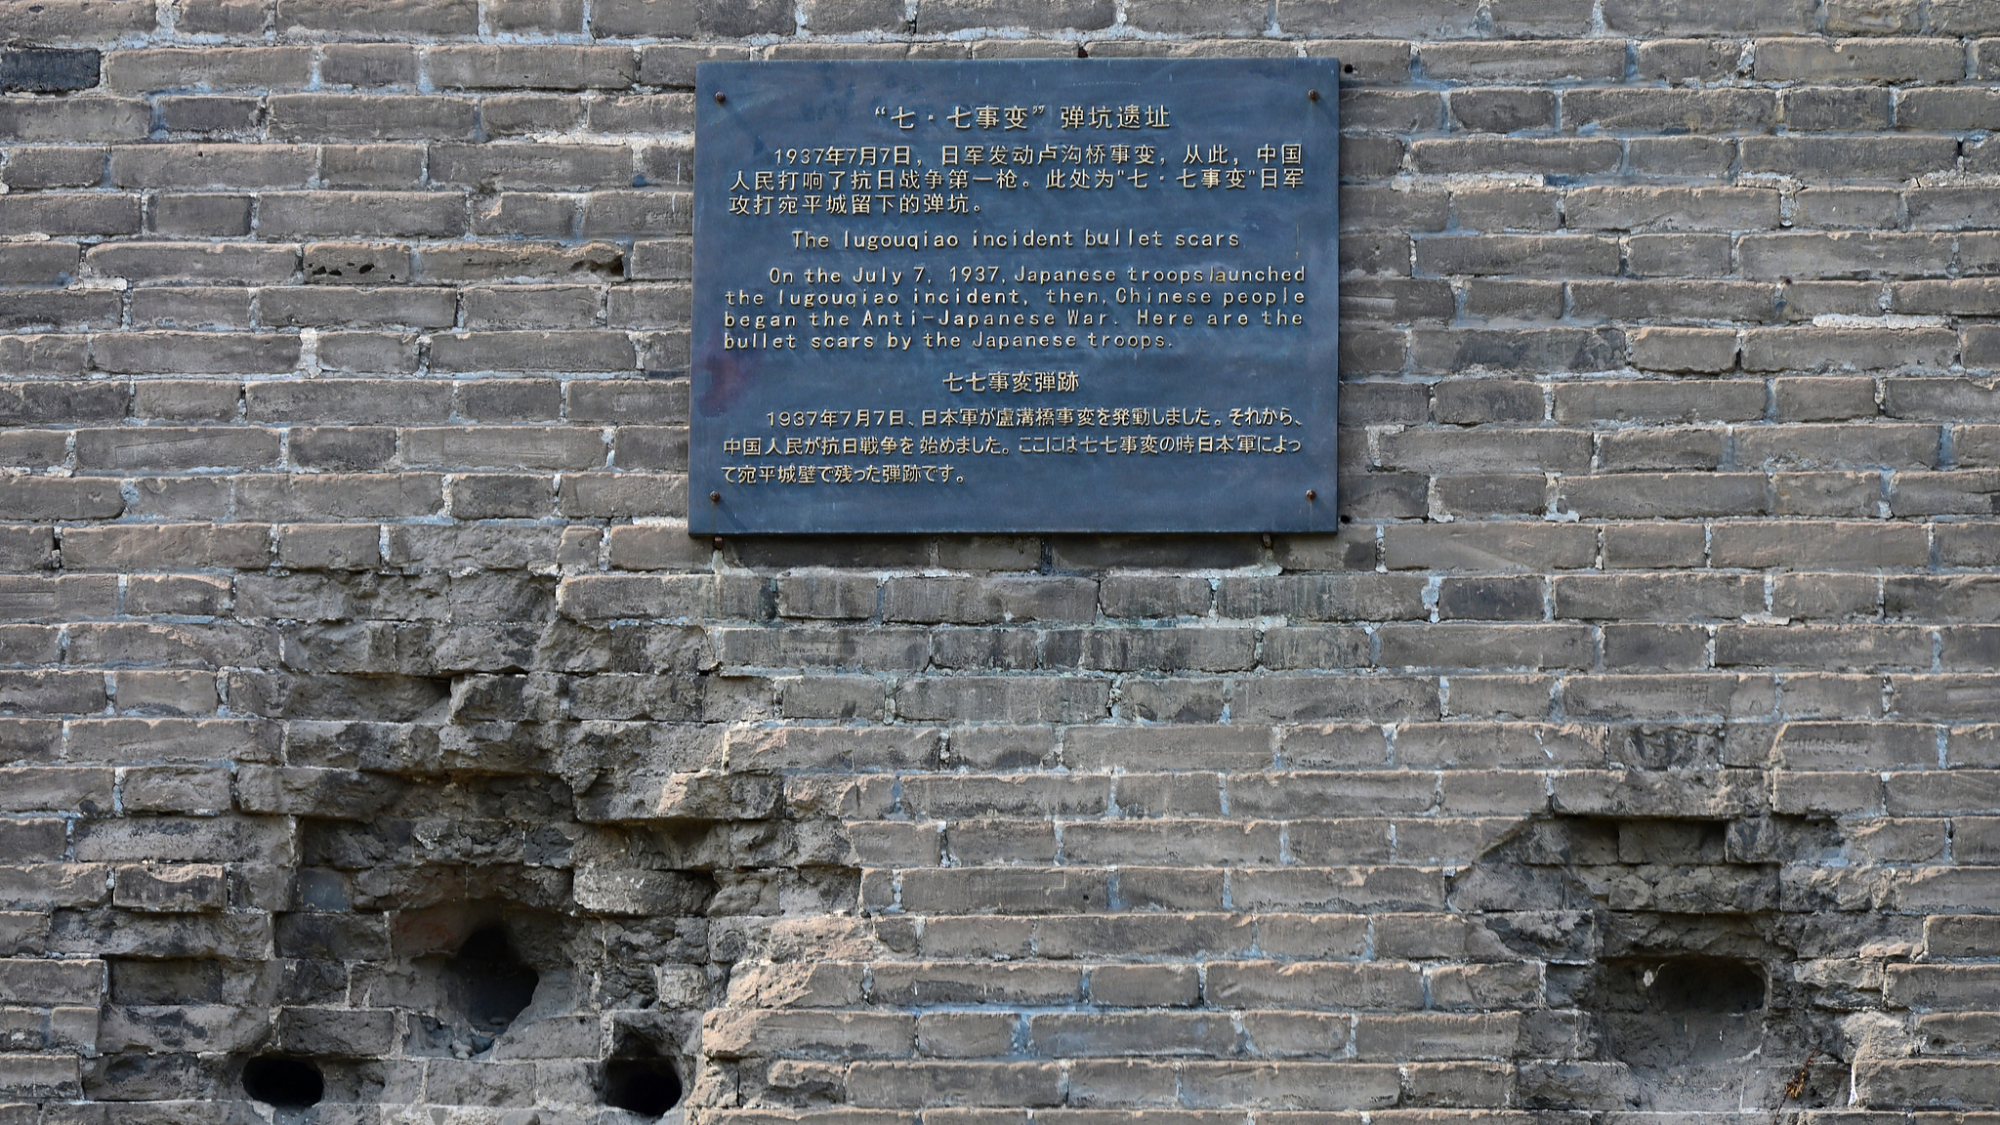 “七·七事变”弹坑遗址
1937年7月7日，日军发动卢沟桥事变，从此，中国
人民打响了抗日战争第一枪。此处为"七·七事变"日军
攻打宛平城留下的弹坑。
The lugouqiao incident bullet scars
On the July 7, 1937, Japanese troops launched
the lugouqiao incident, then, Chinese people
began the Anti-Japanese War. Here are the
bullet scars by the Japanese troops.
七七事変弾跡
1937年7月7日、日本軍が盧溝橋事変を発動しました。それから、
中国人民が抗日戦争を始めました。ここには七七事変の時日本軍によっ
て宛平城壁で残った弾跡です。